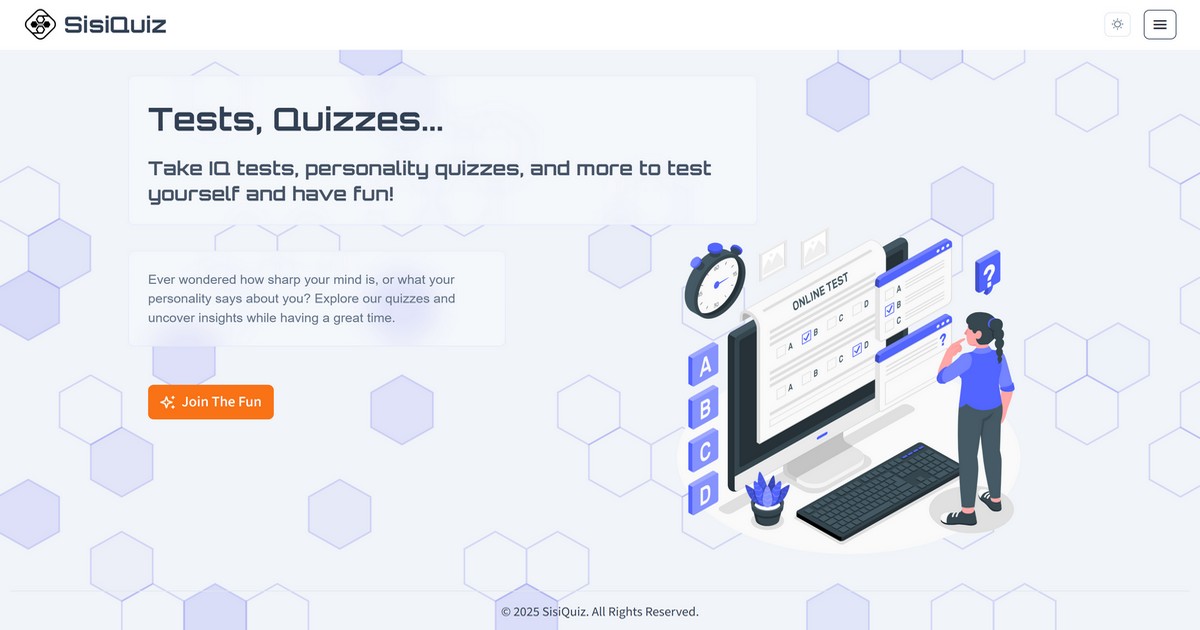 SisiQuiz
Tests, Quizzes...
Take IQ tests, personality quizzes, and more to test
yourself and have fun!
Ever wondered how sharp your mind is, or what your
personality says about you? Explore our quizzes and
uncover insights while having a great time.
Join The Fun
ONLINE TEST
A
B
C
D
A
B
C
D
A
B
C
?
?
A
B
C
D
© 2025 SisiQuiz. All Rights Reserved.